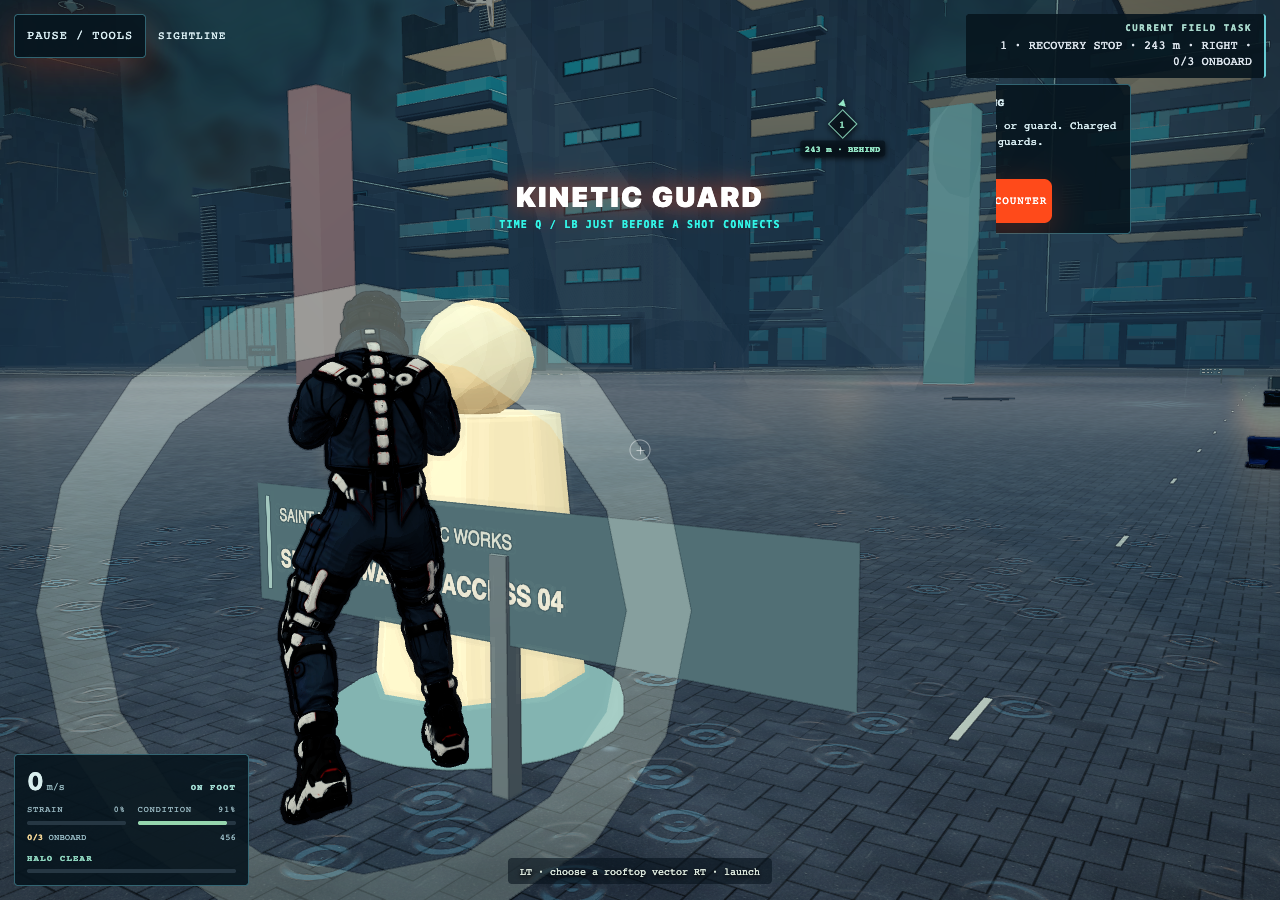 PAUSE / TOOLS
SIGHTLINE
CURRENT FIELD TASK
1 · RECOVERY STOP · 243 m · RIGHT ·
0/3 ONBOARD
or guard. Charged
guards.
COUNTER
1
243 m · BEHIND
KINETIC GUARD
TIME Q / LB JUST BEFORE A SHOT CONNECTS
WORKS
ACCESS 04
0 m/s
ON FOOT
STRAIN 0%
CONDITION 91%
0/3 ONBOARD
456
HALO CLEAR
LT · choose a rooftop vector RT · launch